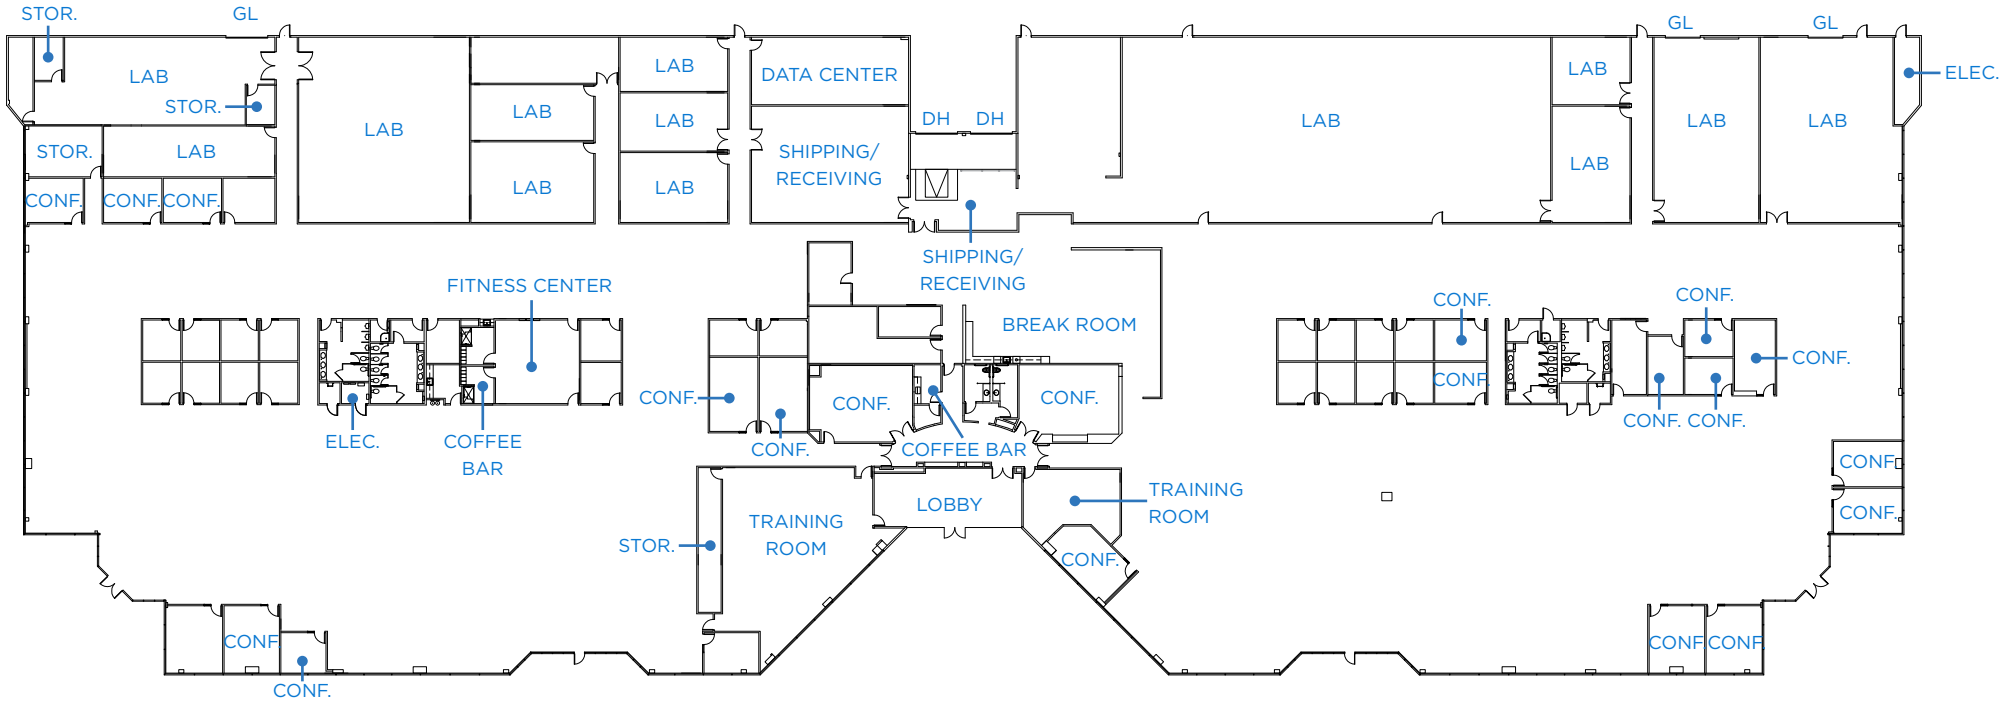 STOR.
GL
GL
GL
LAB
LAB
DATA CENTER
LAB
ELEC.
STOR.
LAB
LAB
LAB
DH
DH
LAB
LAB
LAB
STOR.
LAB
SHIPPING/
RECEIVING
LAB
LAB
LAB
CONF.
CONF.
CONF.
SHIPPING/
RECEIVING
FITNESS CENTER
CONF.
CONF.
BREAK ROOM
CONF.
CONF.
CONF.
CONF.
CONF.
CONF.
CONF.
ELEC.
COFFEE
BAR
CONF.
COFFEE BAR
CONF.
TRAINING
ROOM
LOBBY
CONF.
TRAINING
ROOM
STOR.
CONF.
CONF.
CONF.
CONF.
CONF.
CONF.